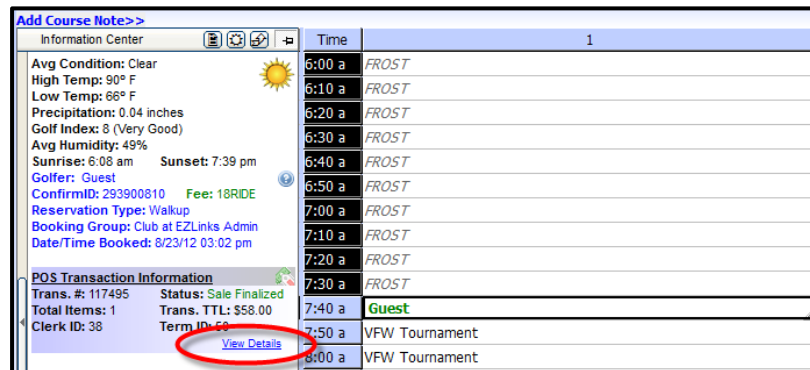 Add Course Note>>
Information Center
Avg Condition: Clear
High Temp: 90º F
Low Temp: 66º F
Precipitation: 0.04 inches
Golf Index: 8 (Very Good)
Avg Humidity: 49%
Sunrise: 6:08 am Sunset: 7:39 pm
Golfer: Guest
ConfirmID: 293900810 Fee: 18RIDE
Reservation Type: Walkup
Booking Group: Club at EZLinks Admin
Date/Time Booked: 8/23/12 03:02 pm
POS Transaction Information
Trans. #: 117495 Status: Sale Finalized
Total Items: 1 Trans. TTL: $58.00
Clerk ID: 38 Term ID:
View Details
Time 1
6:00 a FROST
6:10 a FROST
6:20 a FROST
6:30 a FROST
6:40 a FROST
6:50 a FROST
7:00 a FROST
7:10 a FROST
7:20 a FROST
7:30 a FROST
7:40 a Guest
7:50 a VFW Tournament
8:00 a VFW Tournament